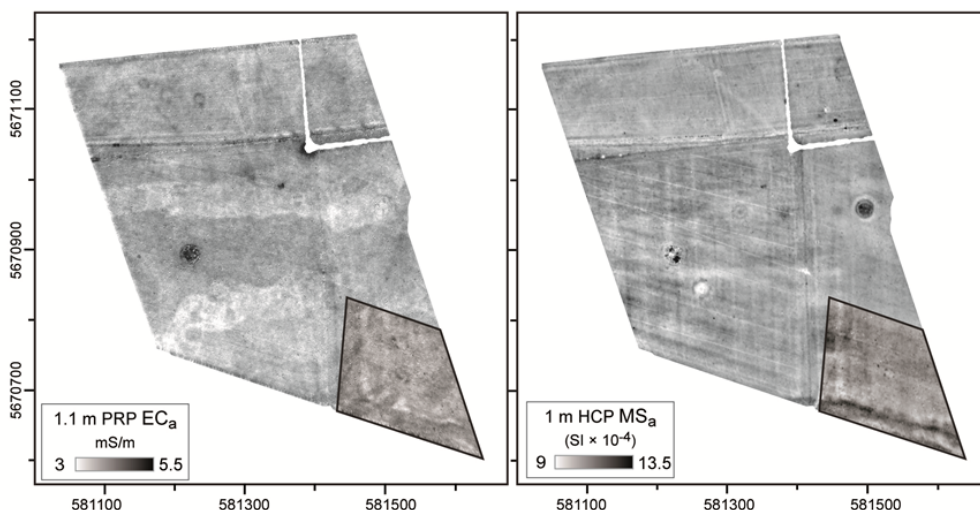 5671100
5670900
5670700
1.1 m PRP ECa
mS/m
3 5.5
1 m HCP MSa
(SI × 10-4)
9 13.5
581100 581300 581500
581100 581300 581500